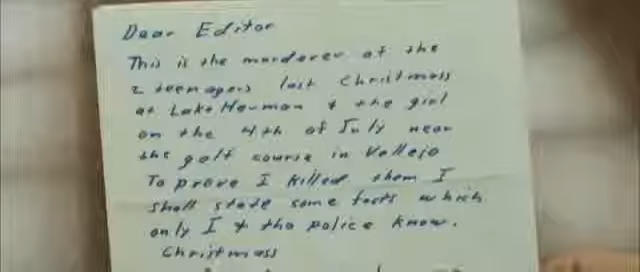 Dear Editor
This is the murderer of the
2 teenagers last Christmass
at Lake Herman & the girl
on the 4th of July near
the golf course in Vallejo
To prove I killed them I
shall state some facts which
only I & the police know.
Christmass